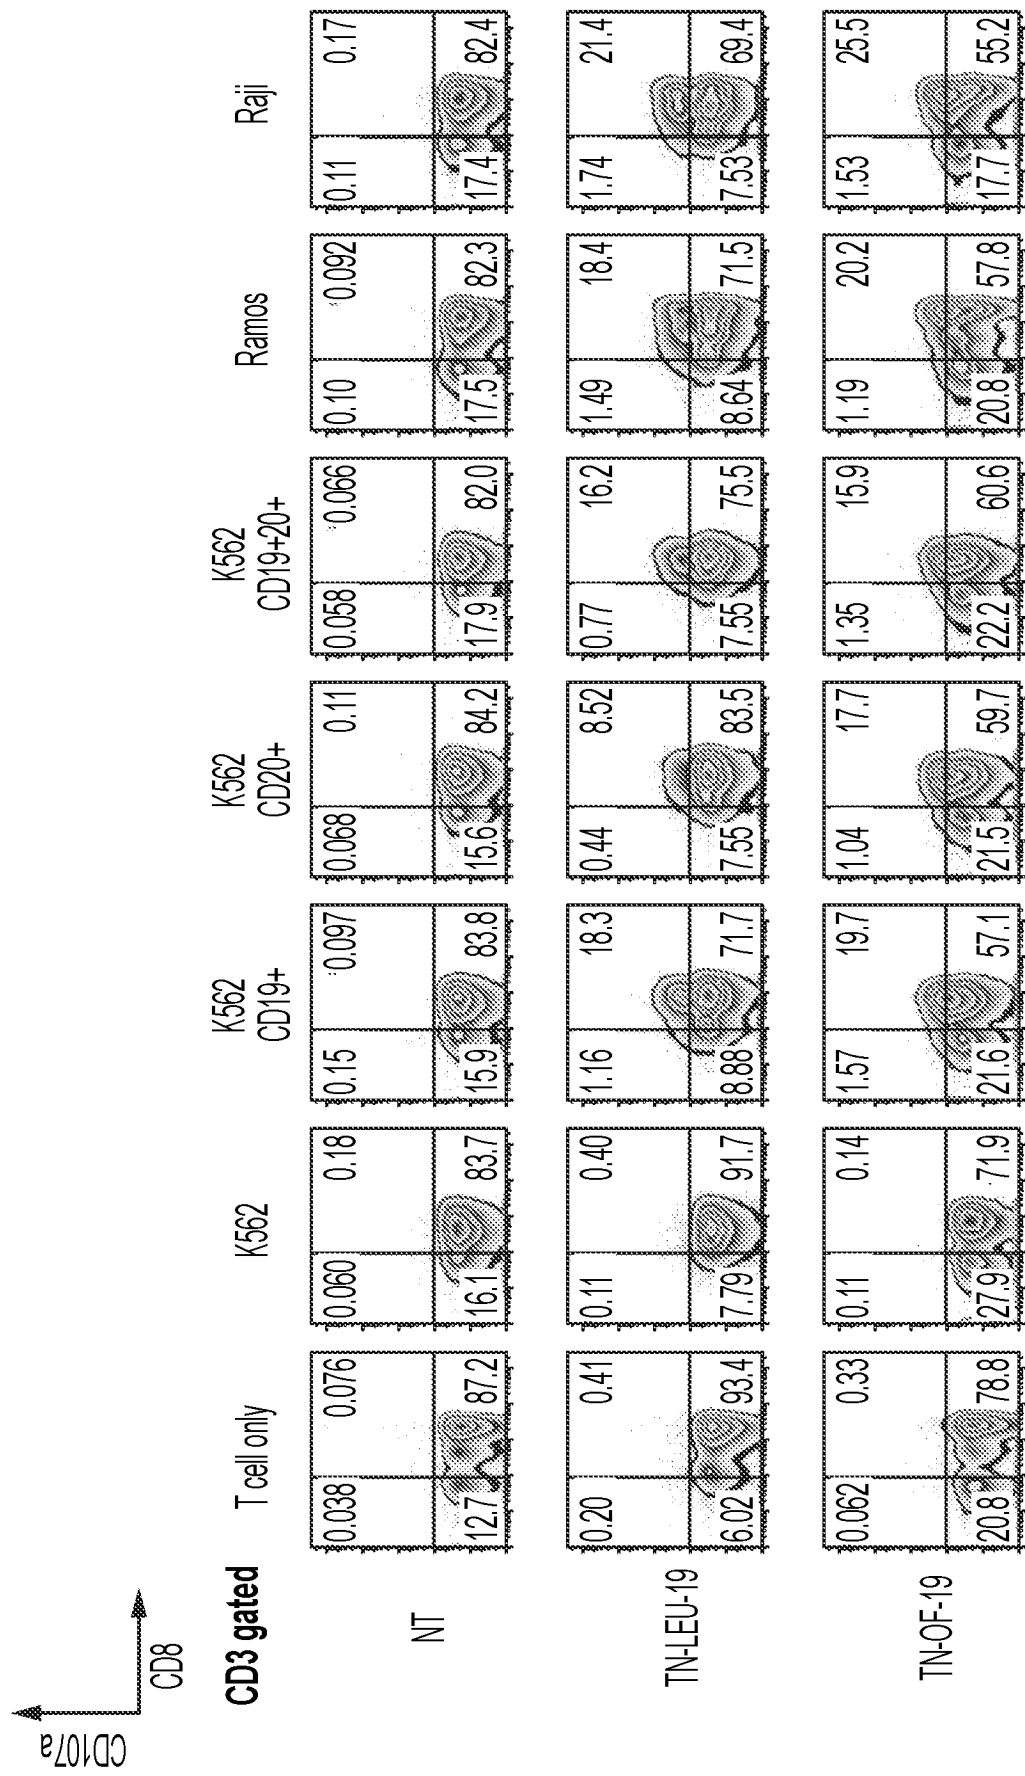 CD107a
CD8
CD3 gated
T cell only
K562
K562
CD19+
K562
CD20+
K562
CD19+20+
Ramos
Raji
NT
0.038 0.076
12.7 87.2
0.060 0.18
16.1 83.7
0.15 0.097
15.9 83.8
0.068 0.11
15.6 84.2
0.058 0.066
17.9 82.0
0.10 0.092
17.5 82.3
0.11 0.17
17.4 82.4
TN-LEU-19
0.20 0.41
6.02 93.4
0.11 0.40
7.79 91.7
1.16 18.3
8.88 71.7
0.44 8.52
7.55 83.5
0.77 16.2
7.55 75.5
1.49 18.4
8.64 71.5
1.74 21.4
7.53 69.4
TN-OF-19
0.062 0.33
20.8 78.8
0.11 0.14
27.9 71.9
1.57 19.7
21.6 57.1
1.04 17.7
21.5 59.7
1.35 15.9
22.2 60.6
1.19 20.2
20.8 57.8
1.53 25.5
17.7 55.2